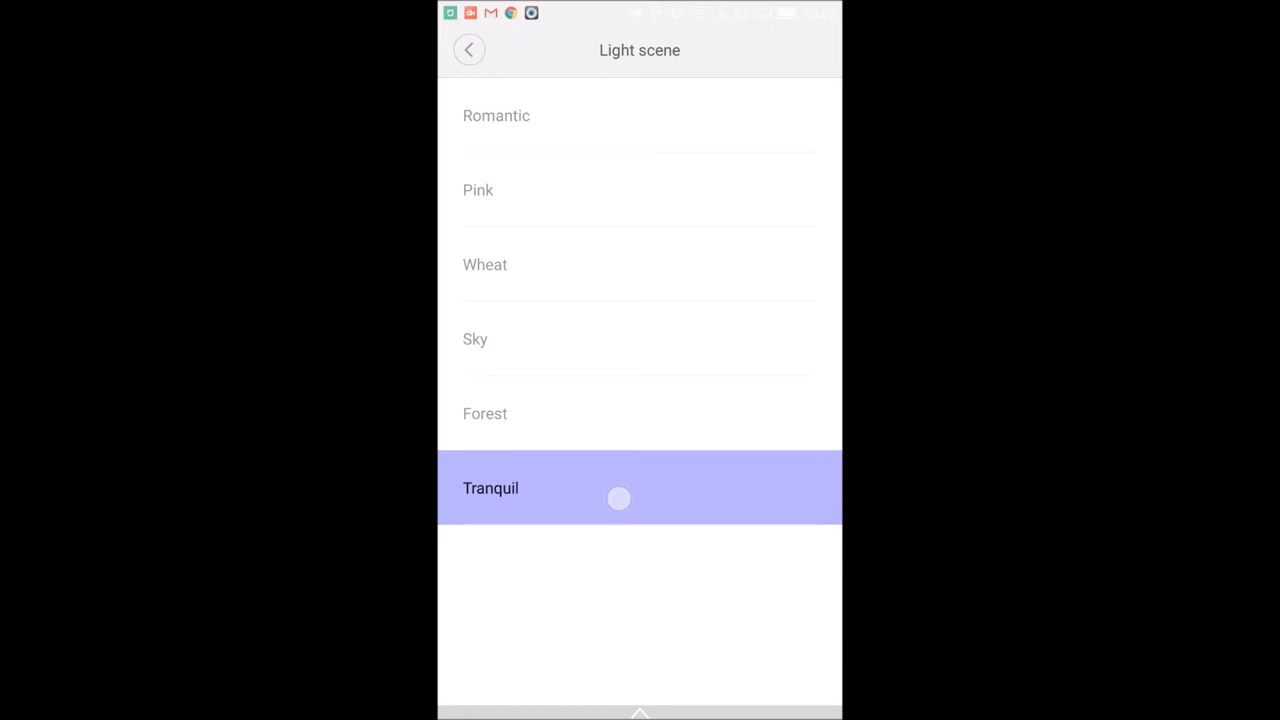 Light scene
Romantic
Pink
Wheat
Sky
Forest
Tranquil